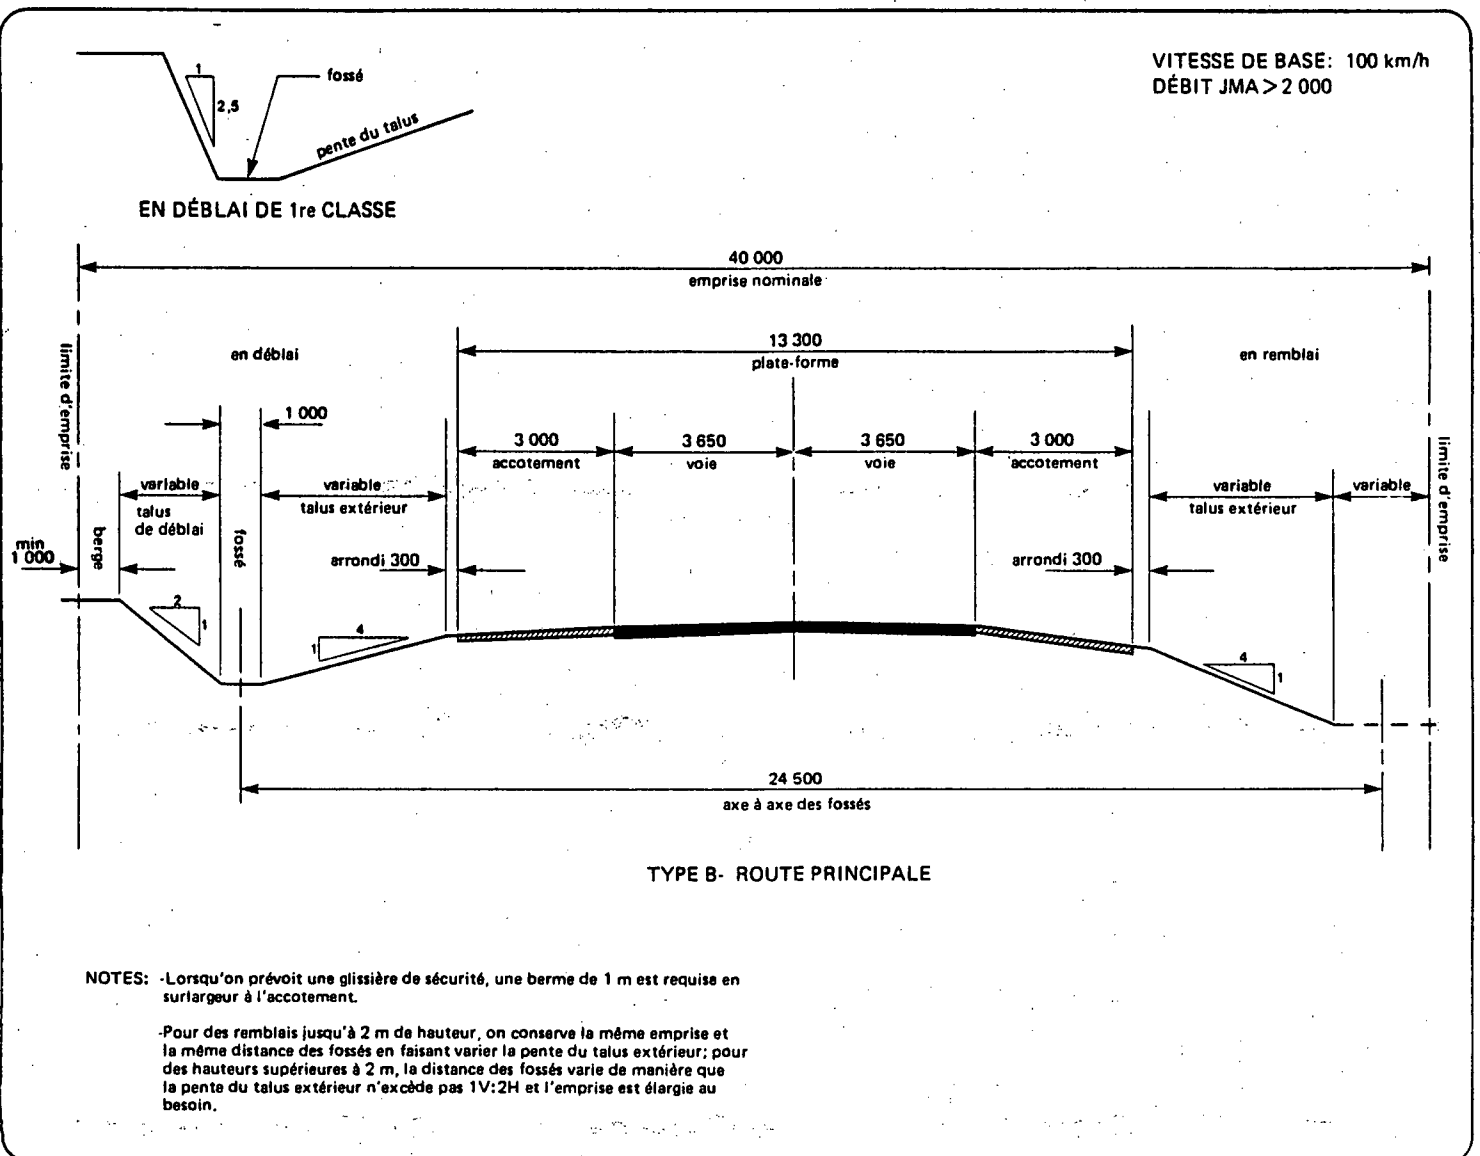 VITESSE DE BASE: 100 km/h
DÉBIT JMA > 2 000
1
2,5
fossé
pente du talus
EN DÉBLAI DE 1re CLASSE
40 000
emprise nominale
limite d'emprise
en déblai
13 300
plate-forme
en remblai
1 000
3 000
accotement
3 650
voie
3 650
voie
3 000
accotement
limite d'emprise
variable
talus
de déblai
variable
talus extérieur
variable
talus extérieur
variable
min
1 000
berge
fossé
arrondi 300
arrondi 300
2
1
4
1
4
1
24 500
axe à axe des fossés
TYPE B- ROUTE PRINCIPALE
NOTES: -Lorsqu'on prévoit une glissière de sécurité, une berme de 1 m est requise en
surlargeur à l'accotement.
-Pour des remblais jusqu'à 2 m de hauteur, on conserve la même emprise et
la même distance des fossés en faisant varier la pente du talus extérieur; pour
des hauteurs supérieures à 2 m, la distance des fossés varie de manière que
la pente du talus extérieur n'excède pas 1V:2H et l'emprise est élargie au
besoin.